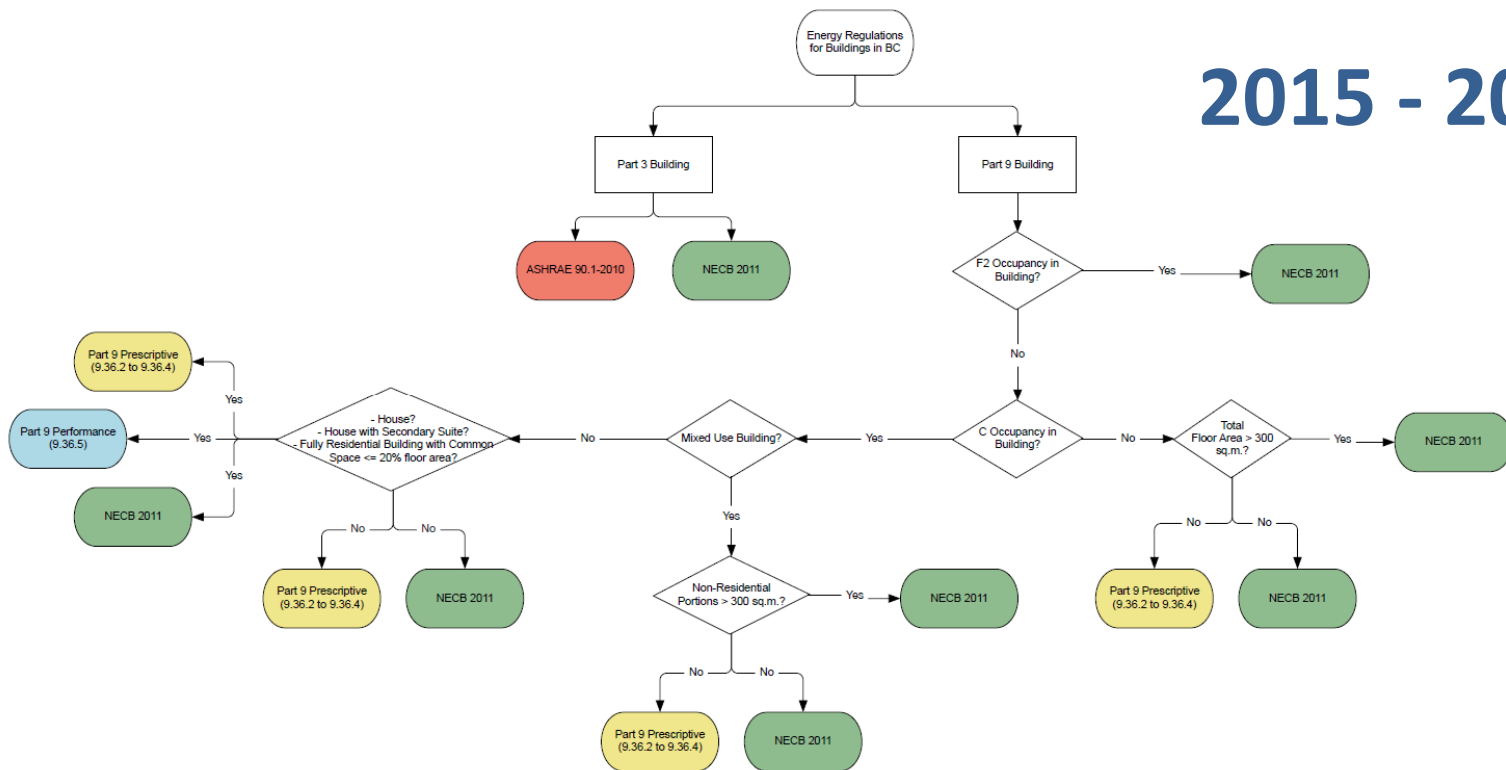 Energy Regulations
for Buildings in BC
2015 - 20
Part 3 Building
Part 9 Building
ASHRAE 90.1-2010
NECB 2011
F2 Occupancy in
Building?
Yes
NECB 2011
No
Part 9 Prescriptive
(9.36.2 to 9.36.4)
Yes
Part 9 Performance
(9.36.5)
Yes
Yes
NECB 2011
- House?
- House with Secondary Suite?
- Fully Residential Building with Common
Space <= 20% floor area?
No
Mixed Use Building?
Yes
C Occupancy in
Building?
No
Total
Floor Area > 300
sq.m.?
Yes
NECB 2011
No
No
Part 9 Prescriptive
(9.36.2 to 9.36.4)
NECB 2011
Yes
Non-Residential
Portions > 300 sq.m.?
Yes
NECB 2011
No
No
Part 9 Prescriptive
(9.36.2 to 9.36.4)
NECB 2011
No
No
Part 9 Prescriptive
(9.36.2 to 9.36.4)
NECB 2011